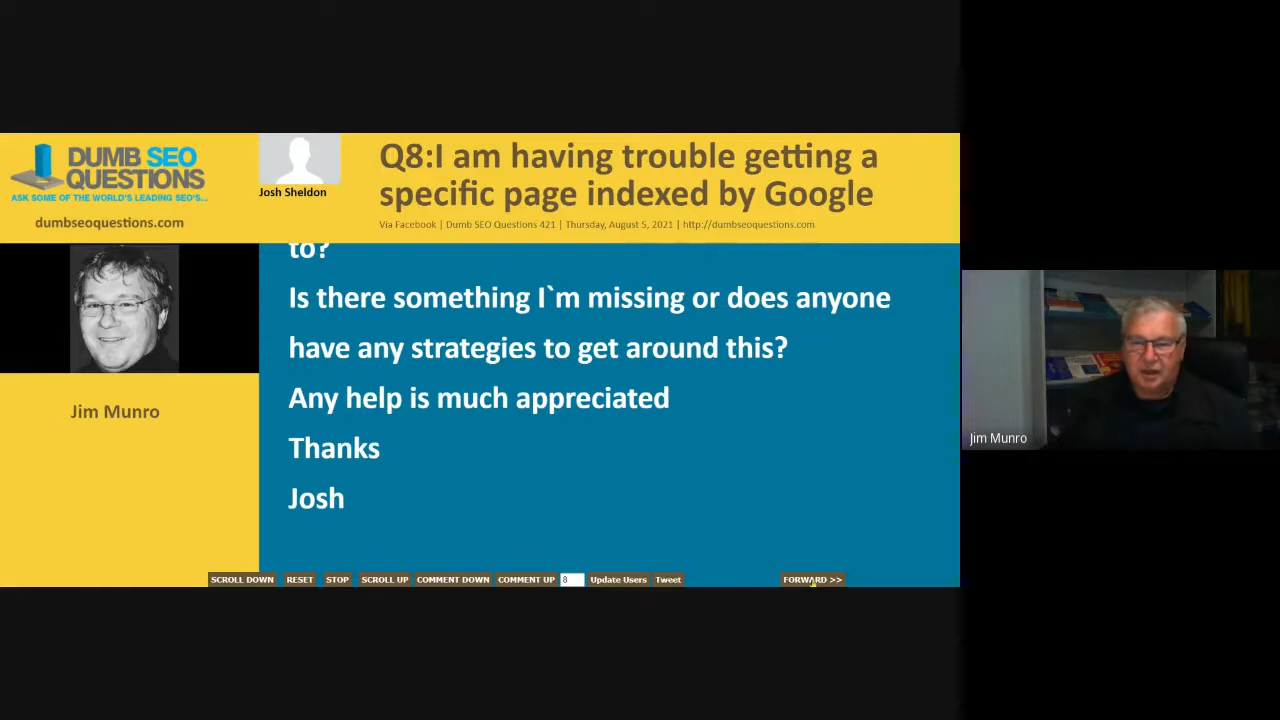 DUMB SEO
QUESTIONS
ASK SOME OF THE WORLD'S LEADING SEO'S...
dumbseoquestions.com
Josh Sheldon
Q8:I am having trouble getting a
specific page indexed by Google
Via Facebook | Dumb SEO Questions 421 | Thursday, August 5, 2021 | http://dumbseoquestions.com
to?
Is there something I`m missing or does anyone
have any strategies to get around this?
Any help is much appreciated
Thanks
Josh
Jim Munro
Jim Munro
SCROLL DOWN RESET STOP SCROLL UP COMMENT DOWN COMMENT UP 8 Update Users Tweet FORWARD >>